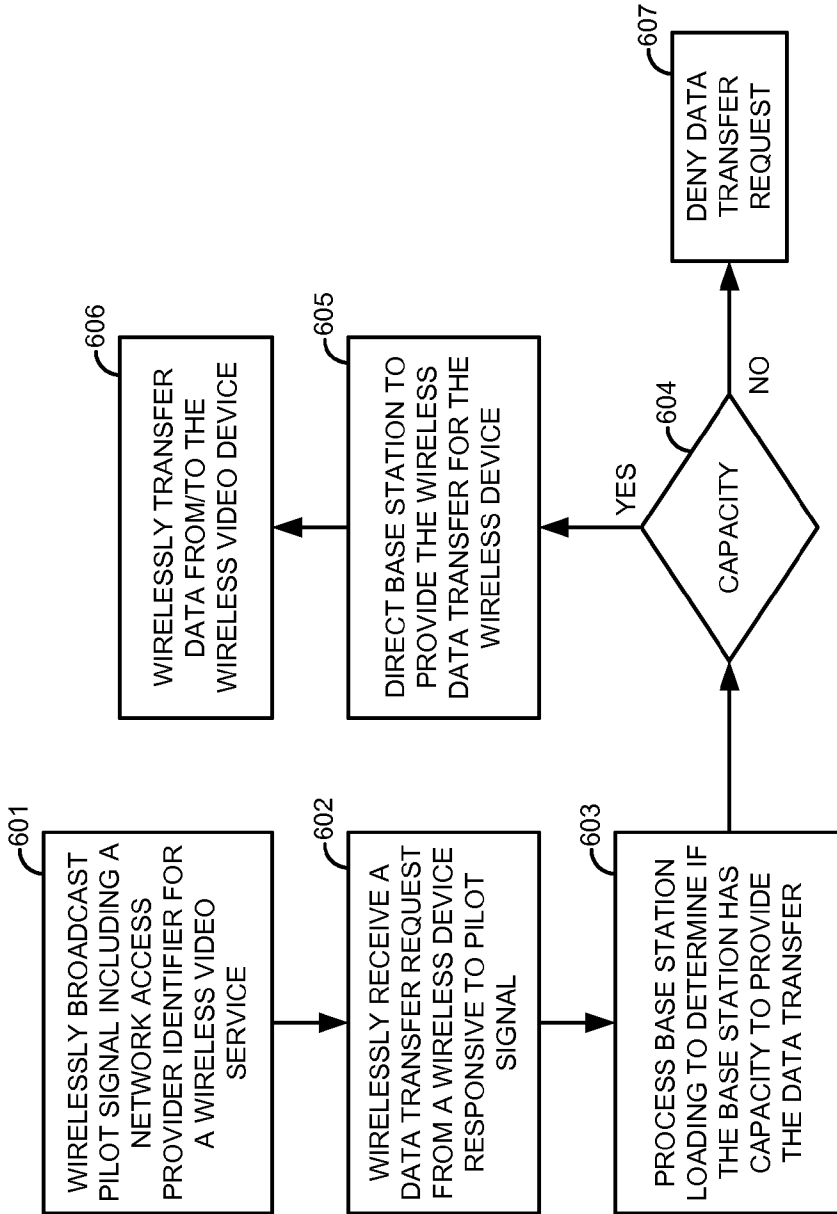 601
WIRELESSLY BROADCAST
PILOT SIGNAL INCLUDING A
NETWORK ACCESS
PROVIDER IDENTIFIER FOR
A WIRELESS VIDEO
SERVICE
602
WIRELESSLY RECEIVE A
DATA TRANSFER REQUEST
FROM A WIRELESS DEVICE
RESPONSIVE TO PILOT
SIGNAL
603
PROCESS BASE STATION
LOADING TO DETERMINE IF
THE BASE STATION HAS
CAPACITY TO PROVIDE
THE DATA TRANSFER
604
CAPACITY
YES
NO
605
DIRECT BASE STATION TO
PROVIDE THE WIRELESS
DATA TRANSFER FOR THE
WIRELESS DEVICE
606
WIRELESSLY TRANSFER
DATA FROM/TO THE
WIRELESS VIDEO DEVICE
607
DENY DATA
TRANSFER
REQUEST